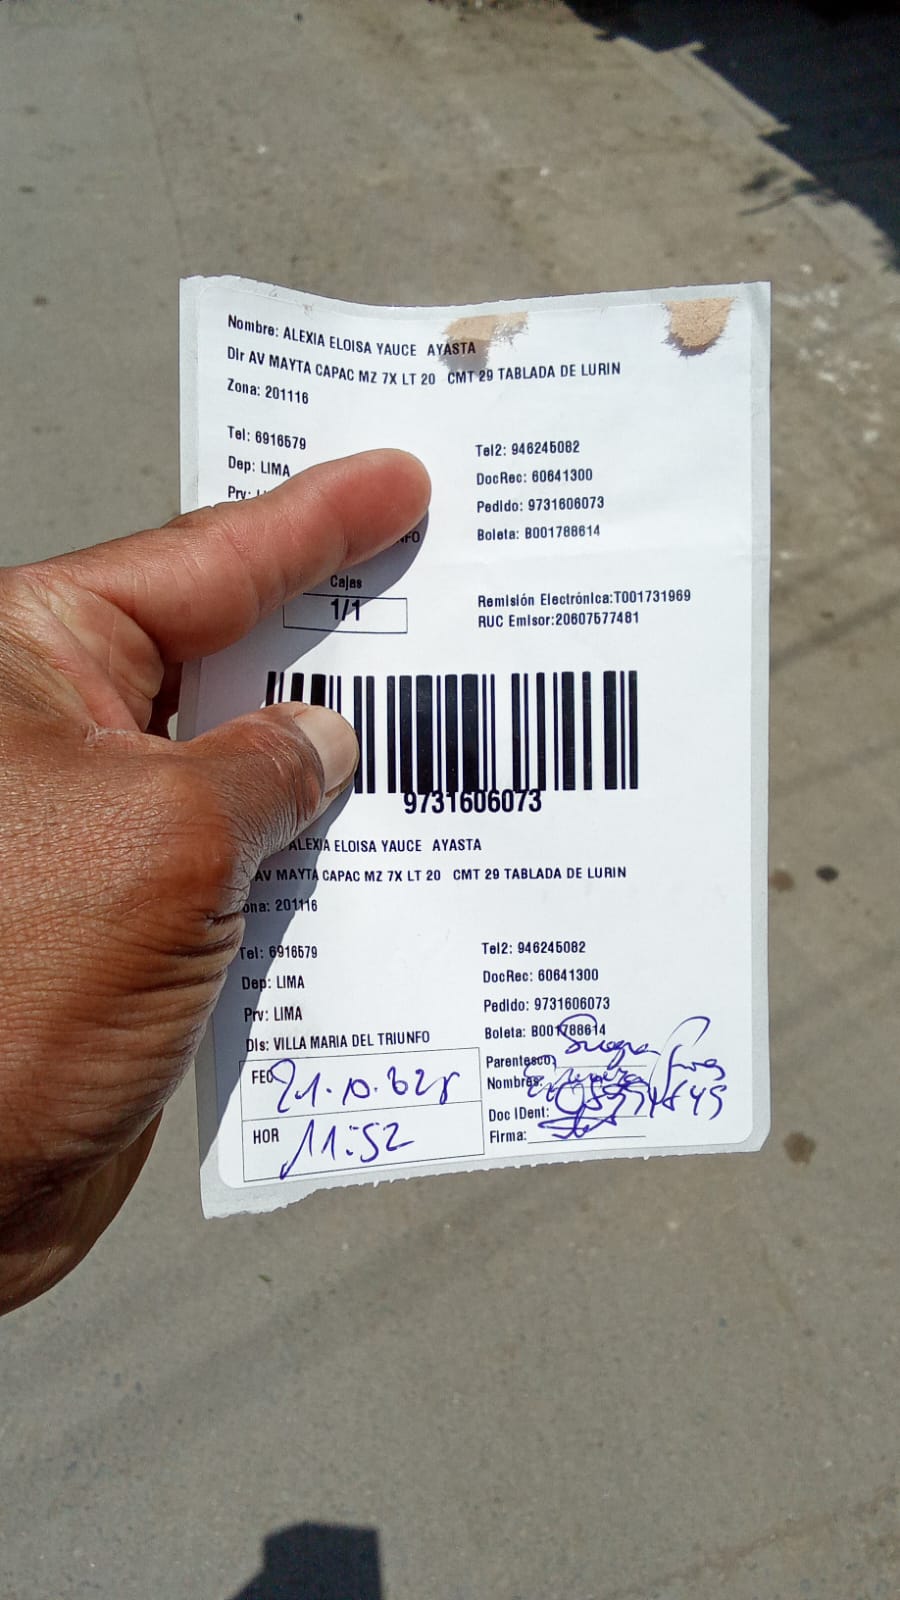 Nombre: ALEXIA ELOISA YAUCE AYASTA
Dir AV MAYTA CAPAC MZ 7X LT 20 CMT 29 TABLADA DE LURIN
Zona: 201116
Tel: 6916579 Tel2: 946245082
Dep: LIMA DocRec: 60641300
Prv: Pedido: 9731606073
NFO Boleta: B001788614
Cajas
1/1
Remisión Electrónica:T001731969
RUC Emisor:20607577481
9731606073
ALEXIA ELOISA YAUCE AYASTA
AV MAYTA CAPAC MZ 7X LT 20 CMT 29 TABLADA DE LURIN
ona: 201116
Tel: 6916579 Tel2: 946245082
Dep: LIMA DocRec: 60641300
Prv: LIMA Pedido: 9731606073
Dis: VILLA MARIA DEL TRIUNFO Boleta: B001788614
Parentesco: Suegra
FEC Nombres:
Doc IDent:
HOR 11:52 Firma: